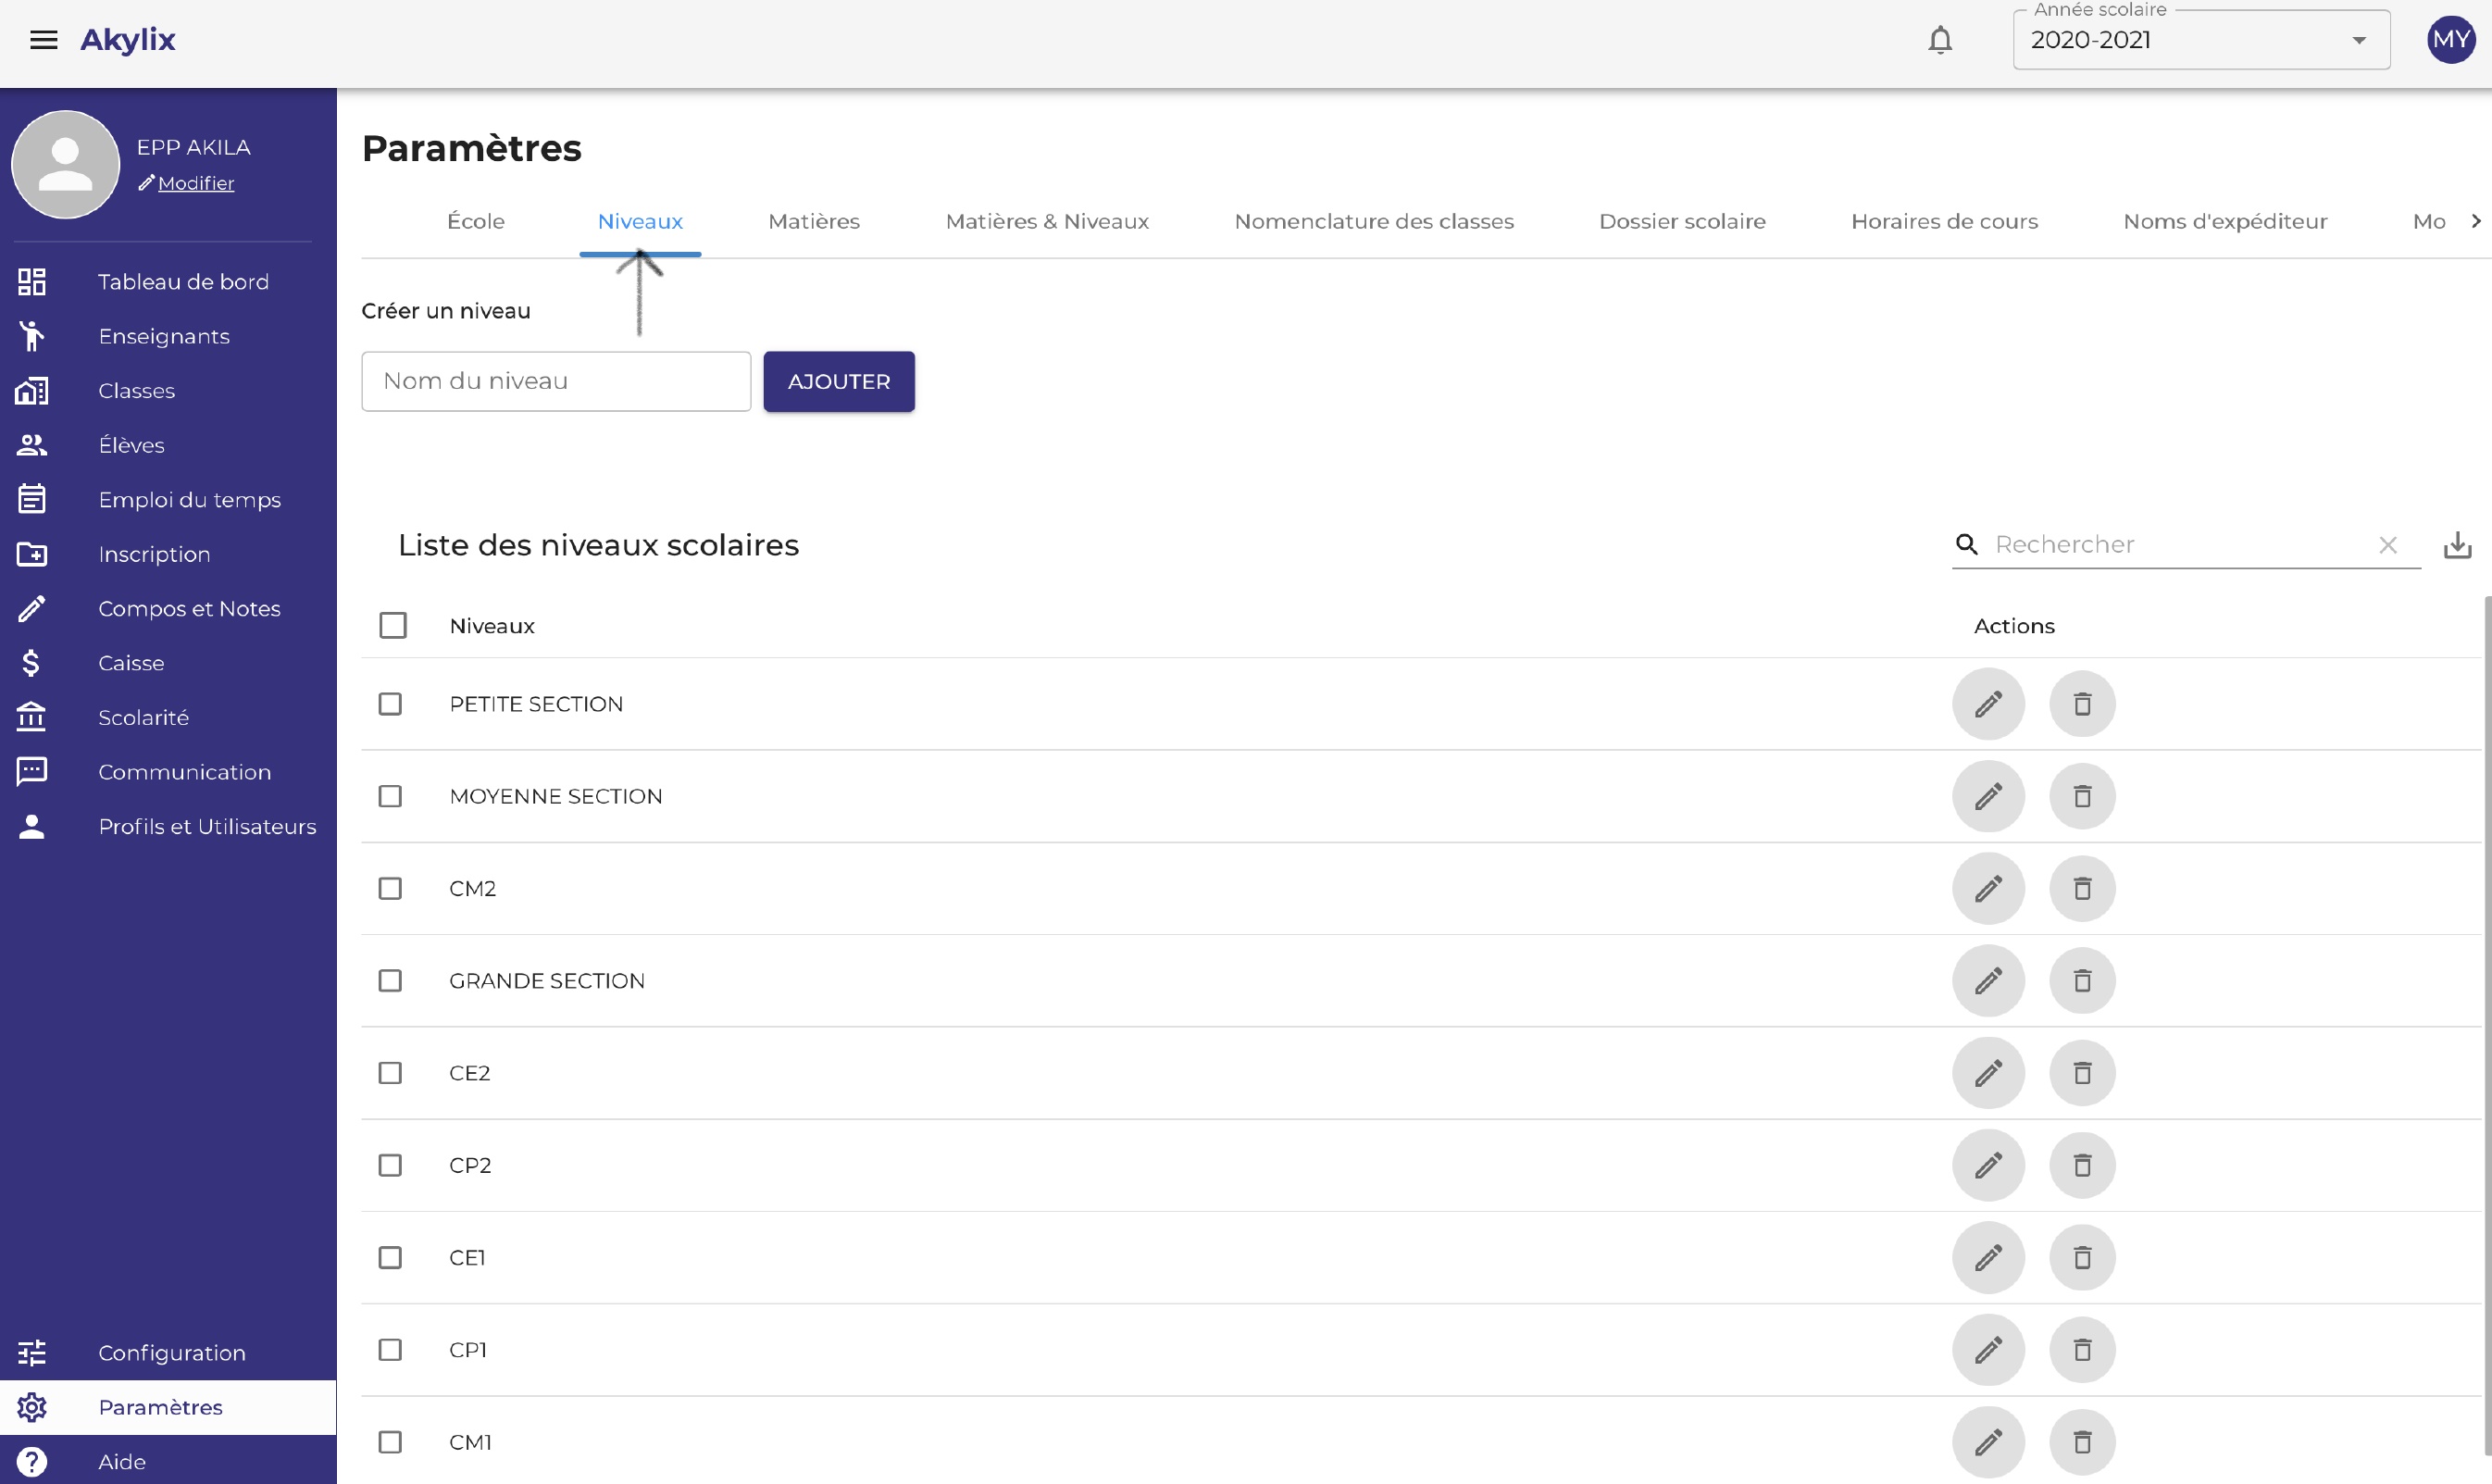 Akylix
Année scolaire
2020-2021
MY
EPP AKILA
Modifier
Tableau de bord
Enseignants
Classes
Élèves
Emploi du temps
Inscription
Compos et Notes
Caisse
Scolarité
Communication
Profils et Utilisateurs
Configuration
Paramètres
Aide
Paramètres
École Niveaux Matières Matières & Niveaux Nomenclature des classes Dossier scolaire Horaires de cours Noms d'expéditeur Mo
Créer un niveau
Nom du niveau AJOUTER
Liste des niveaux scolaires Rechercher
Niveaux Actions
PETITE SECTION
MOYENNE SECTION
CM2
GRANDE SECTION
CE2
CP2
CE1
CP1
CM1